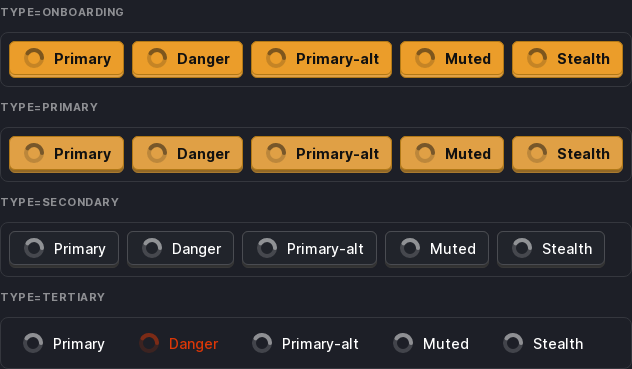 TYPE=ONBOARDING
Primary Danger Primary-alt Muted Stealth
TYPE=PRIMARY
Primary Danger Primary-alt Muted Stealth
TYPE=SECONDARY
Primary Danger Primary-alt Muted Stealth
TYPE=TERTIARY
Primary Danger Primary-alt Muted Stealth